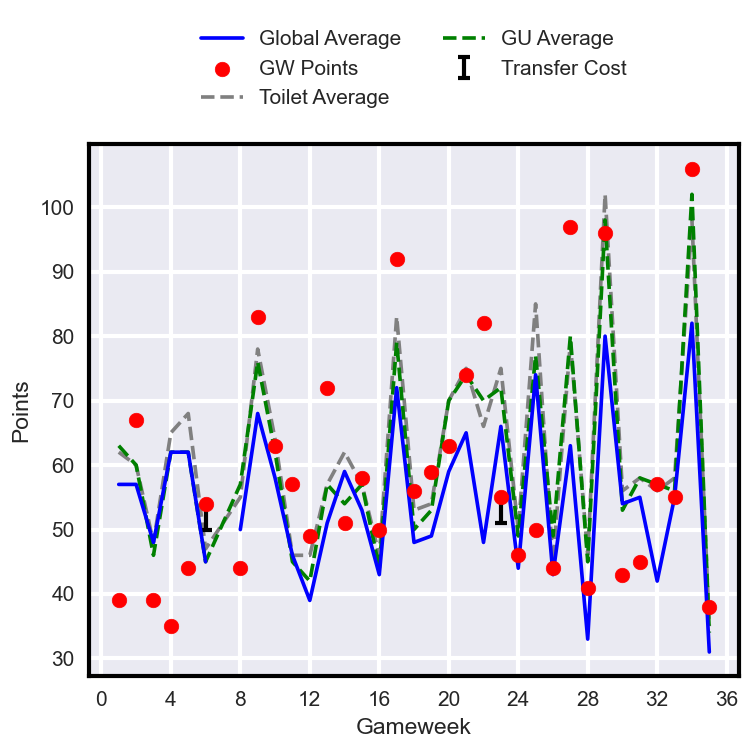 Global Average
GW Points
Toilet Average
GU Average
Transfer Cost
100
90
80
70
60
50
40
30
Points
0 4 8 12 16 20 24 28 32 36
Gameweek